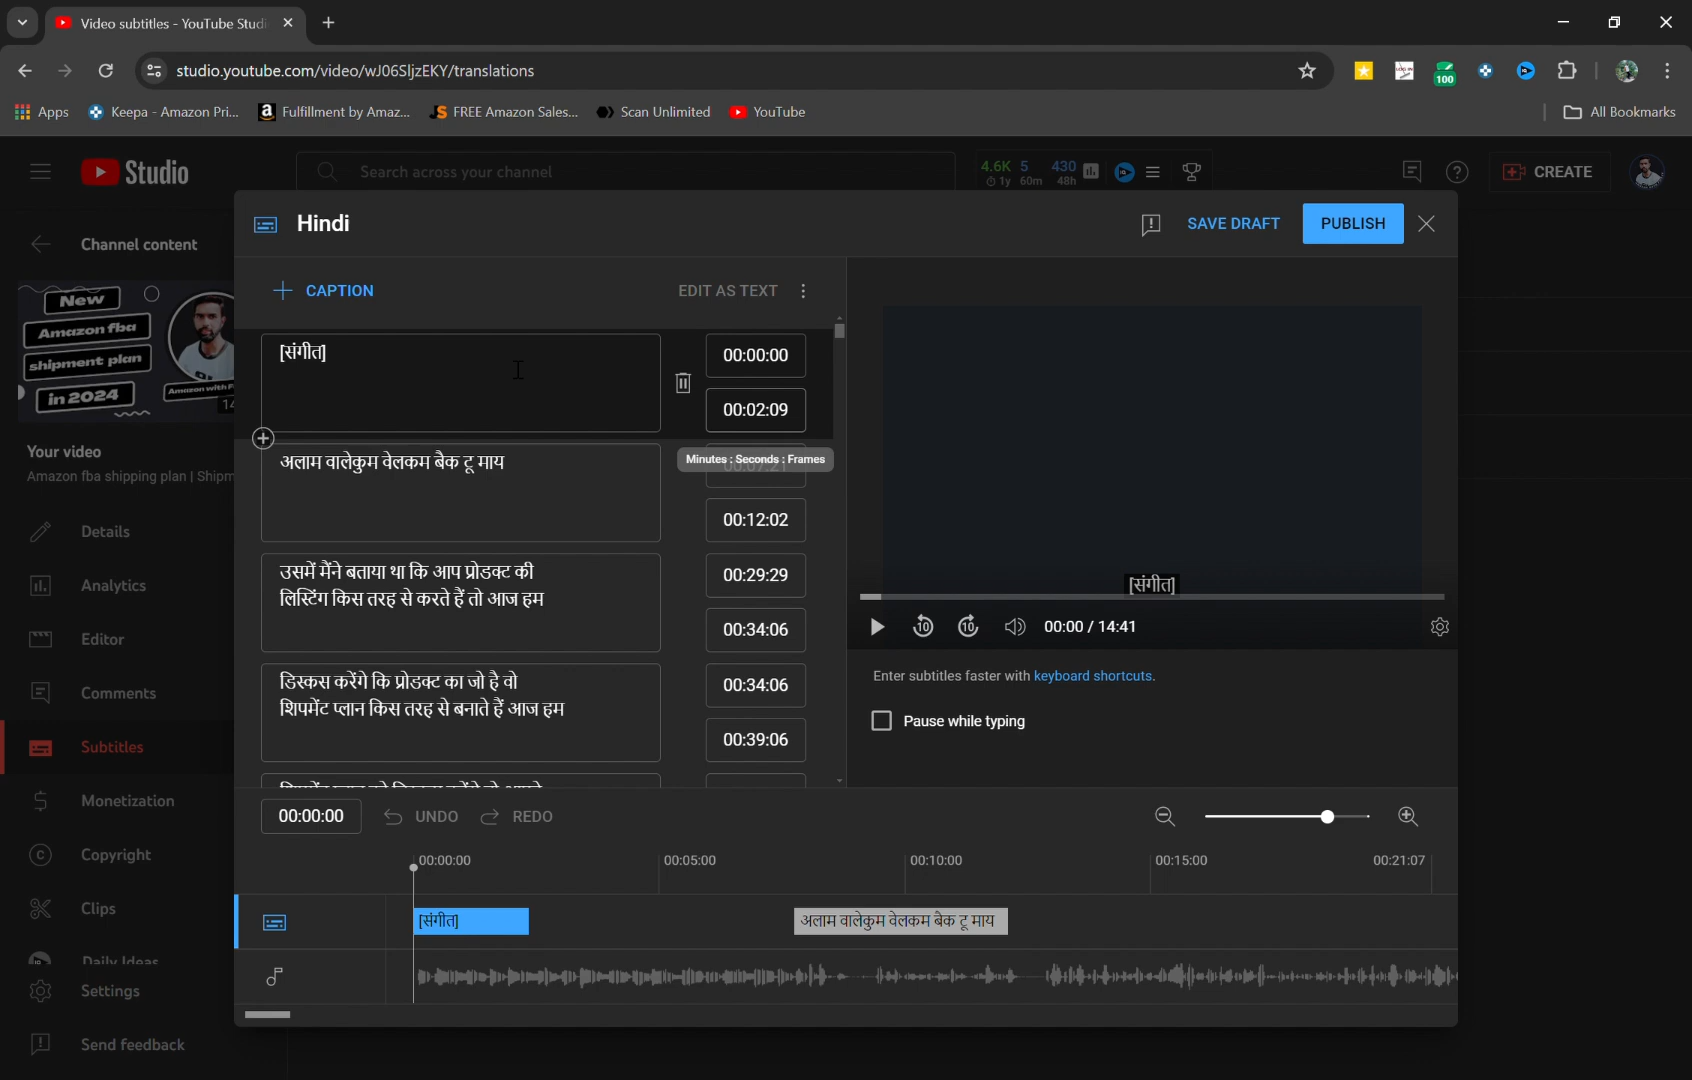 Video subtitles - YouTube Studi
studio.youtube.com/video/wJ06SljzEKY/translations
100
Apps
Keepa - Amazon Pri...
Fulfillment by Amaz...
FREE Amazon Sales...
Scan Unlimited
YouTube
All Bookmarks
Studio
Search across your channel
4.6K 5 430
1y 60m 48h
CREATE
Channel content
New
Amazon fba
shipment plan
in 2024
Your video
Amazon fba shipping plan | Shipm
Details
Analytics
Editor
Comments
Subtitles
Monetization
Copyright
Clips
Daily Ideas
Settings
Send feedback
Hindi
SAVE DRAFT
PUBLISH
CAPTION
EDIT AS TEXT
[संगीत]
00:00:00
00:02:09
अलाम वालेकुम वेलकम बैक टू माय
Minutes : Seconds : Frames
00:07:21
00:12:02
उसमें मैंने बताया था कि आप प्रोडक्ट की
लिस्टिंग किस तरह से करते हैं तो आज हम
00:29:29
00:34:06
डिस्कस करेंगे कि प्रोडक्ट का जो है वो
शिपमेंट प्लान किस तरह से बनाते हैं आज हम
00:34:06
00:39:06
[संगीत]
10
10
00:00 / 14:41
Enter subtitles faster with keyboard shortcuts.
Pause while typing
00:00:00
UNDO
REDO
00:00:00
00:05:00
00:10:00
00:15:00
00:21:07
[संगीत]
अलाम वालेकुम वेलकम बैक टू माय